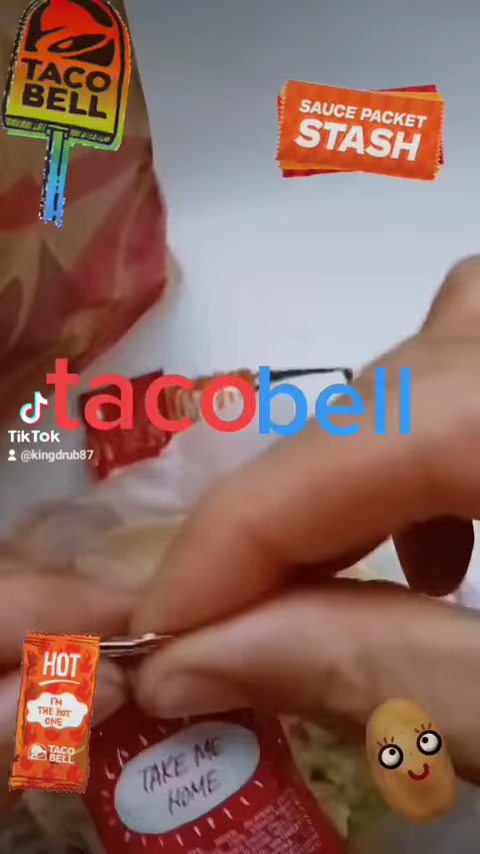 TACO
BELL
SAUCE PACKET
STASH
tacobell
TikTok
@kingdrub87
HOT
I'M
THE HOT
ONE
TACO
BELL
TAKE ME
HOME